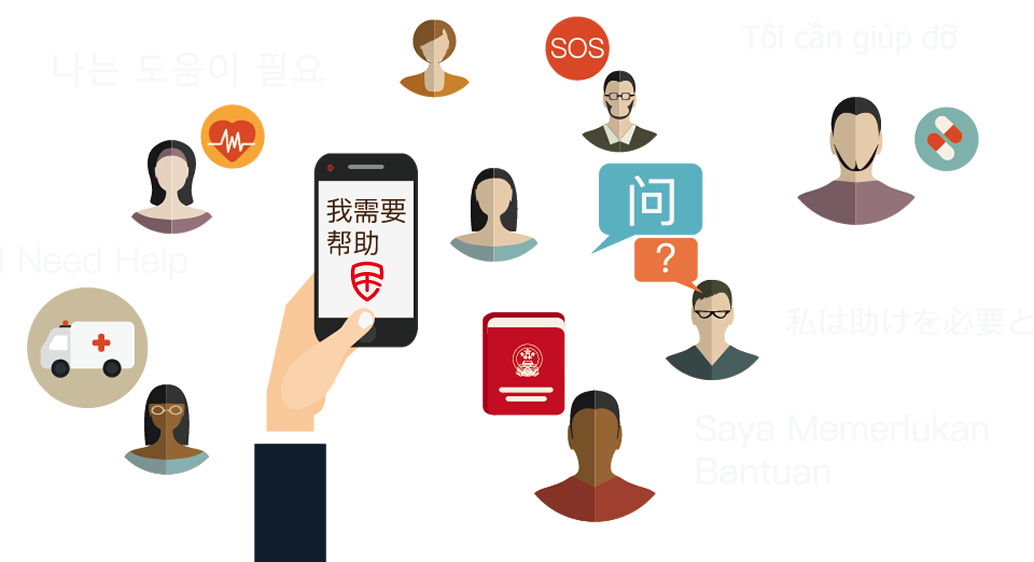 SOS
Tôi cần giúp đỡ
나는 도움이 필요
我需要
帮助
问
?
I Need Help
私は助けを必要と
Saya Memerlukan
Bantuan